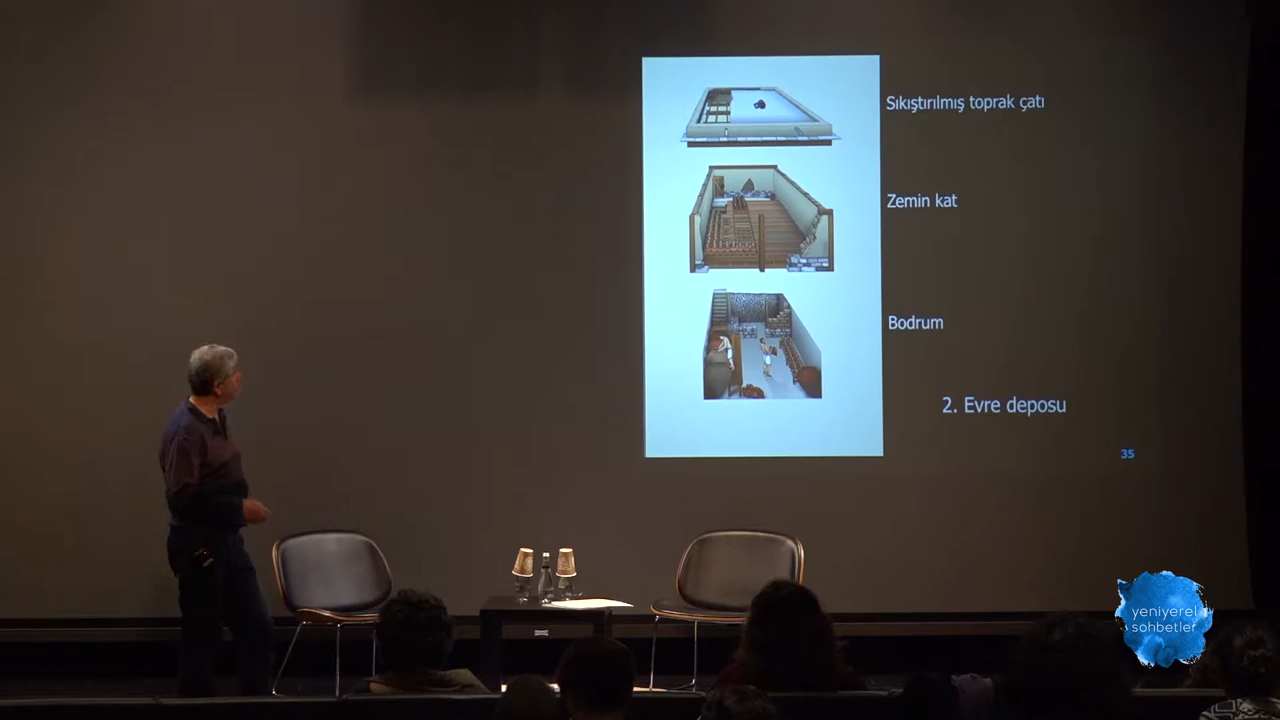 Sıkıştırılmış toprak çatı
Zemin kat
Bodrum
2. Evre deposu
35
yeniyerel
sohbetler